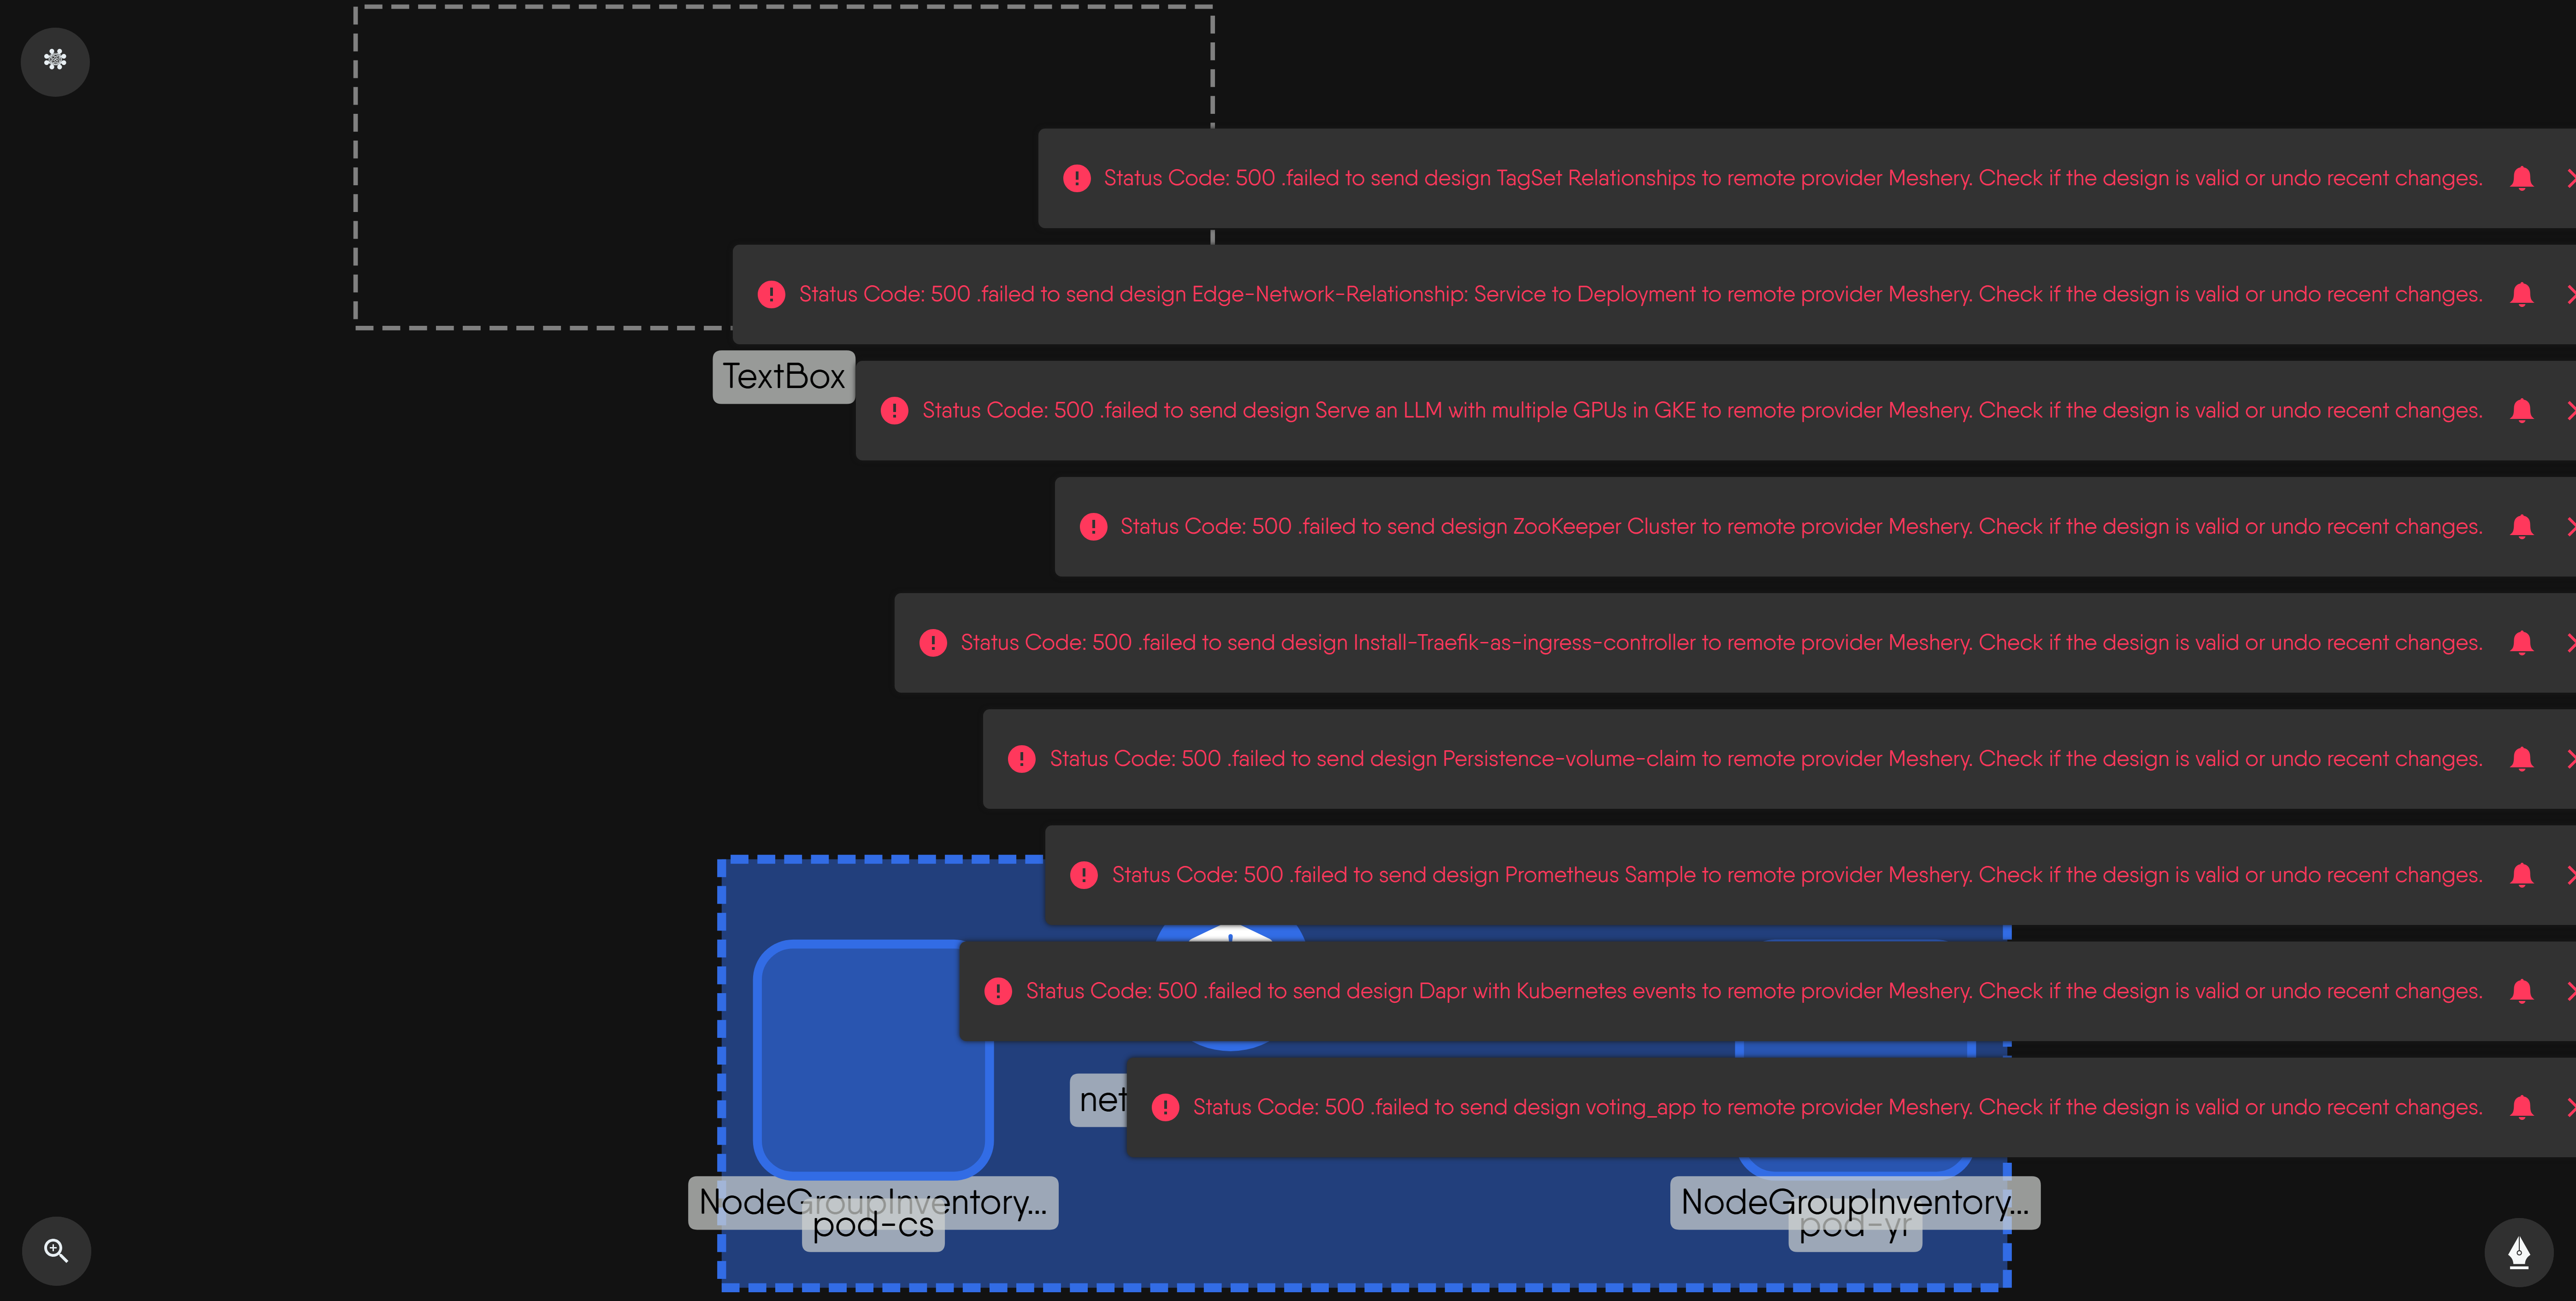 Status Code: 500 .failed to send design TagSet Relationships to remote provider Meshery. Check if the design is valid or undo recent changes.
Status Code: 500 .failed to send design Edge-Network-Relationship: Service to Deployment to remote provider Meshery. Check if the design is valid or undo recent changes.
TextBox
Status Code: 500 .failed to send design Serve an LLM with multiple GPUs in GKE to remote provider Meshery. Check if the design is valid or undo recent changes.
Status Code: 500 .failed to send design ZooKeeper Cluster to remote provider Meshery. Check if the design is valid or undo recent changes.
Status Code: 500 .failed to send design Install-Traefik-as-ingress-controller to remote provider Meshery. Check if the design is valid or undo recent changes.
Status Code: 500 .failed to send design Persistence-volume-claim to remote provider Meshery. Check if the design is valid or undo recent changes.
Status Code: 500 .failed to send design Prometheus Sample to remote provider Meshery. Check if the design is valid or undo recent changes.
Status Code: 500 .failed to send design Dapr with Kubernetes events to remote provider Meshery. Check if the design is valid or undo recent changes.
net
Status Code: 500 .failed to send design voting_app to remote provider Meshery. Check if the design is valid or undo recent changes.
NodeGroupInventory...
pod-cs
NodeGroupInventory...
pod-yr